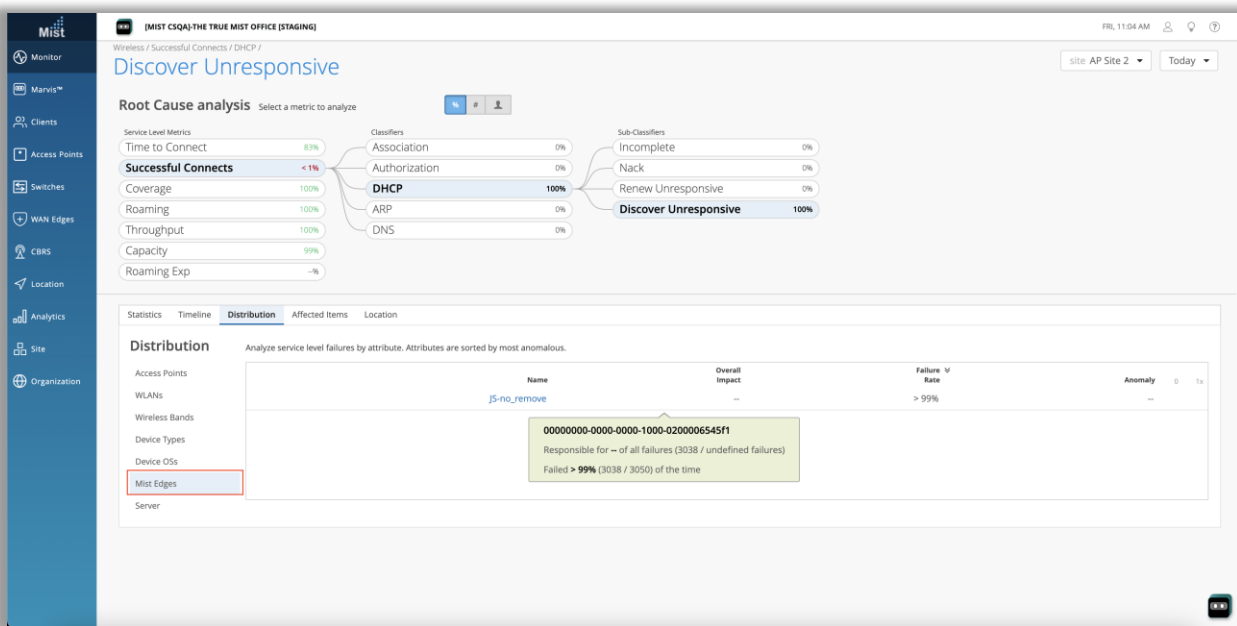 Mist
[MIST CSQA]-THE TRUE MIST OFFICE [STAGING]
FRI, 11:04 AM
Monitor
Marvis™
Clients
Access Points
Switches
WAN Edges
CBRS
Location
Analytics
Site
Organization
Wireless / Successful Connects / DHCP /
Discover Unresponsive
site AP Site 2
Today
Root Cause analysis Select a metric to analyze
% #
Service Level Metrics
Time to Connect 83%
Successful Connects < 1%
Coverage 100%
Roaming 100%
Throughput 100%
Capacity 99%
Roaming Exp --%
Classifiers
Association 0%
Authorization 0%
DHCP 100%
ARP 0%
DNS 0%
Sub-Classifiers
Incomplete 0%
Nack 0%
Renew Unresponsive 0%
Discover Unresponsive 100%
Statistics Timeline Distribution Affected Items Location
Distribution
Analyze service level failures by attribute. Attributes are sorted by most anomalous.
Access Points
WLANs
Wireless Bands
Device Types
Device OSs
Mist Edges
Server
Name Overall Impact Failure Rate Anomaly 0 1x
JS-no_remove -- > 99% --
00000000-0000-0000-1000-0200006545f1
Responsible for -- of all failures (3038 / undefined failures)
Failed > 99% (3038 / 3050) of the time